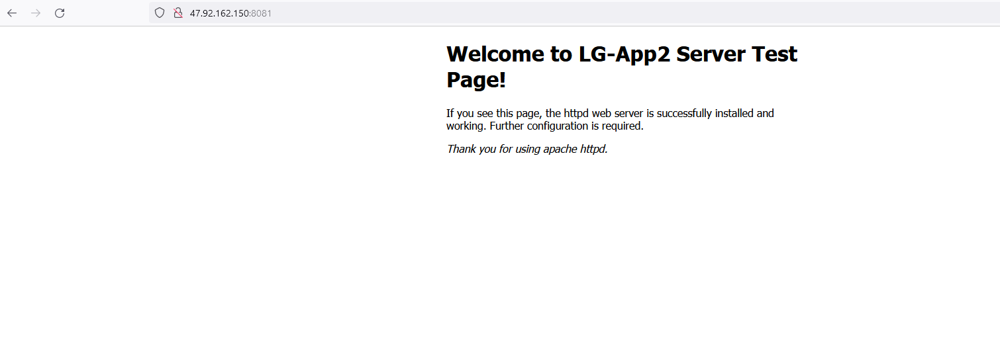 47.92.162.150:8081
Welcome to LG-App2 Server Test
Page!
If you see this page, the httpd web server is successfully installed and
working. Further configuration is required.
Thank you for using apache httpd.